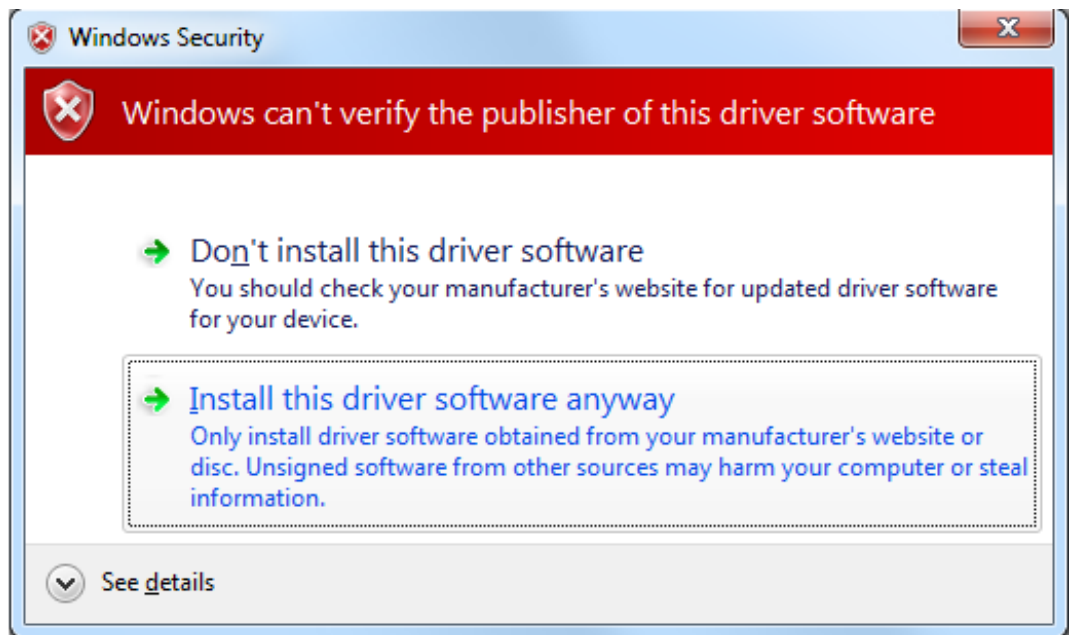 Windows Security
Windows can't verify the publisher of this driver software
Don't install this driver software
You should check your manufacturer's website for updated driver software
for your device.
Install this driver software anyway
Only install driver software obtained from your manufacturer's website or
disc. Unsigned software from other sources may harm your computer or steal
information.
See details